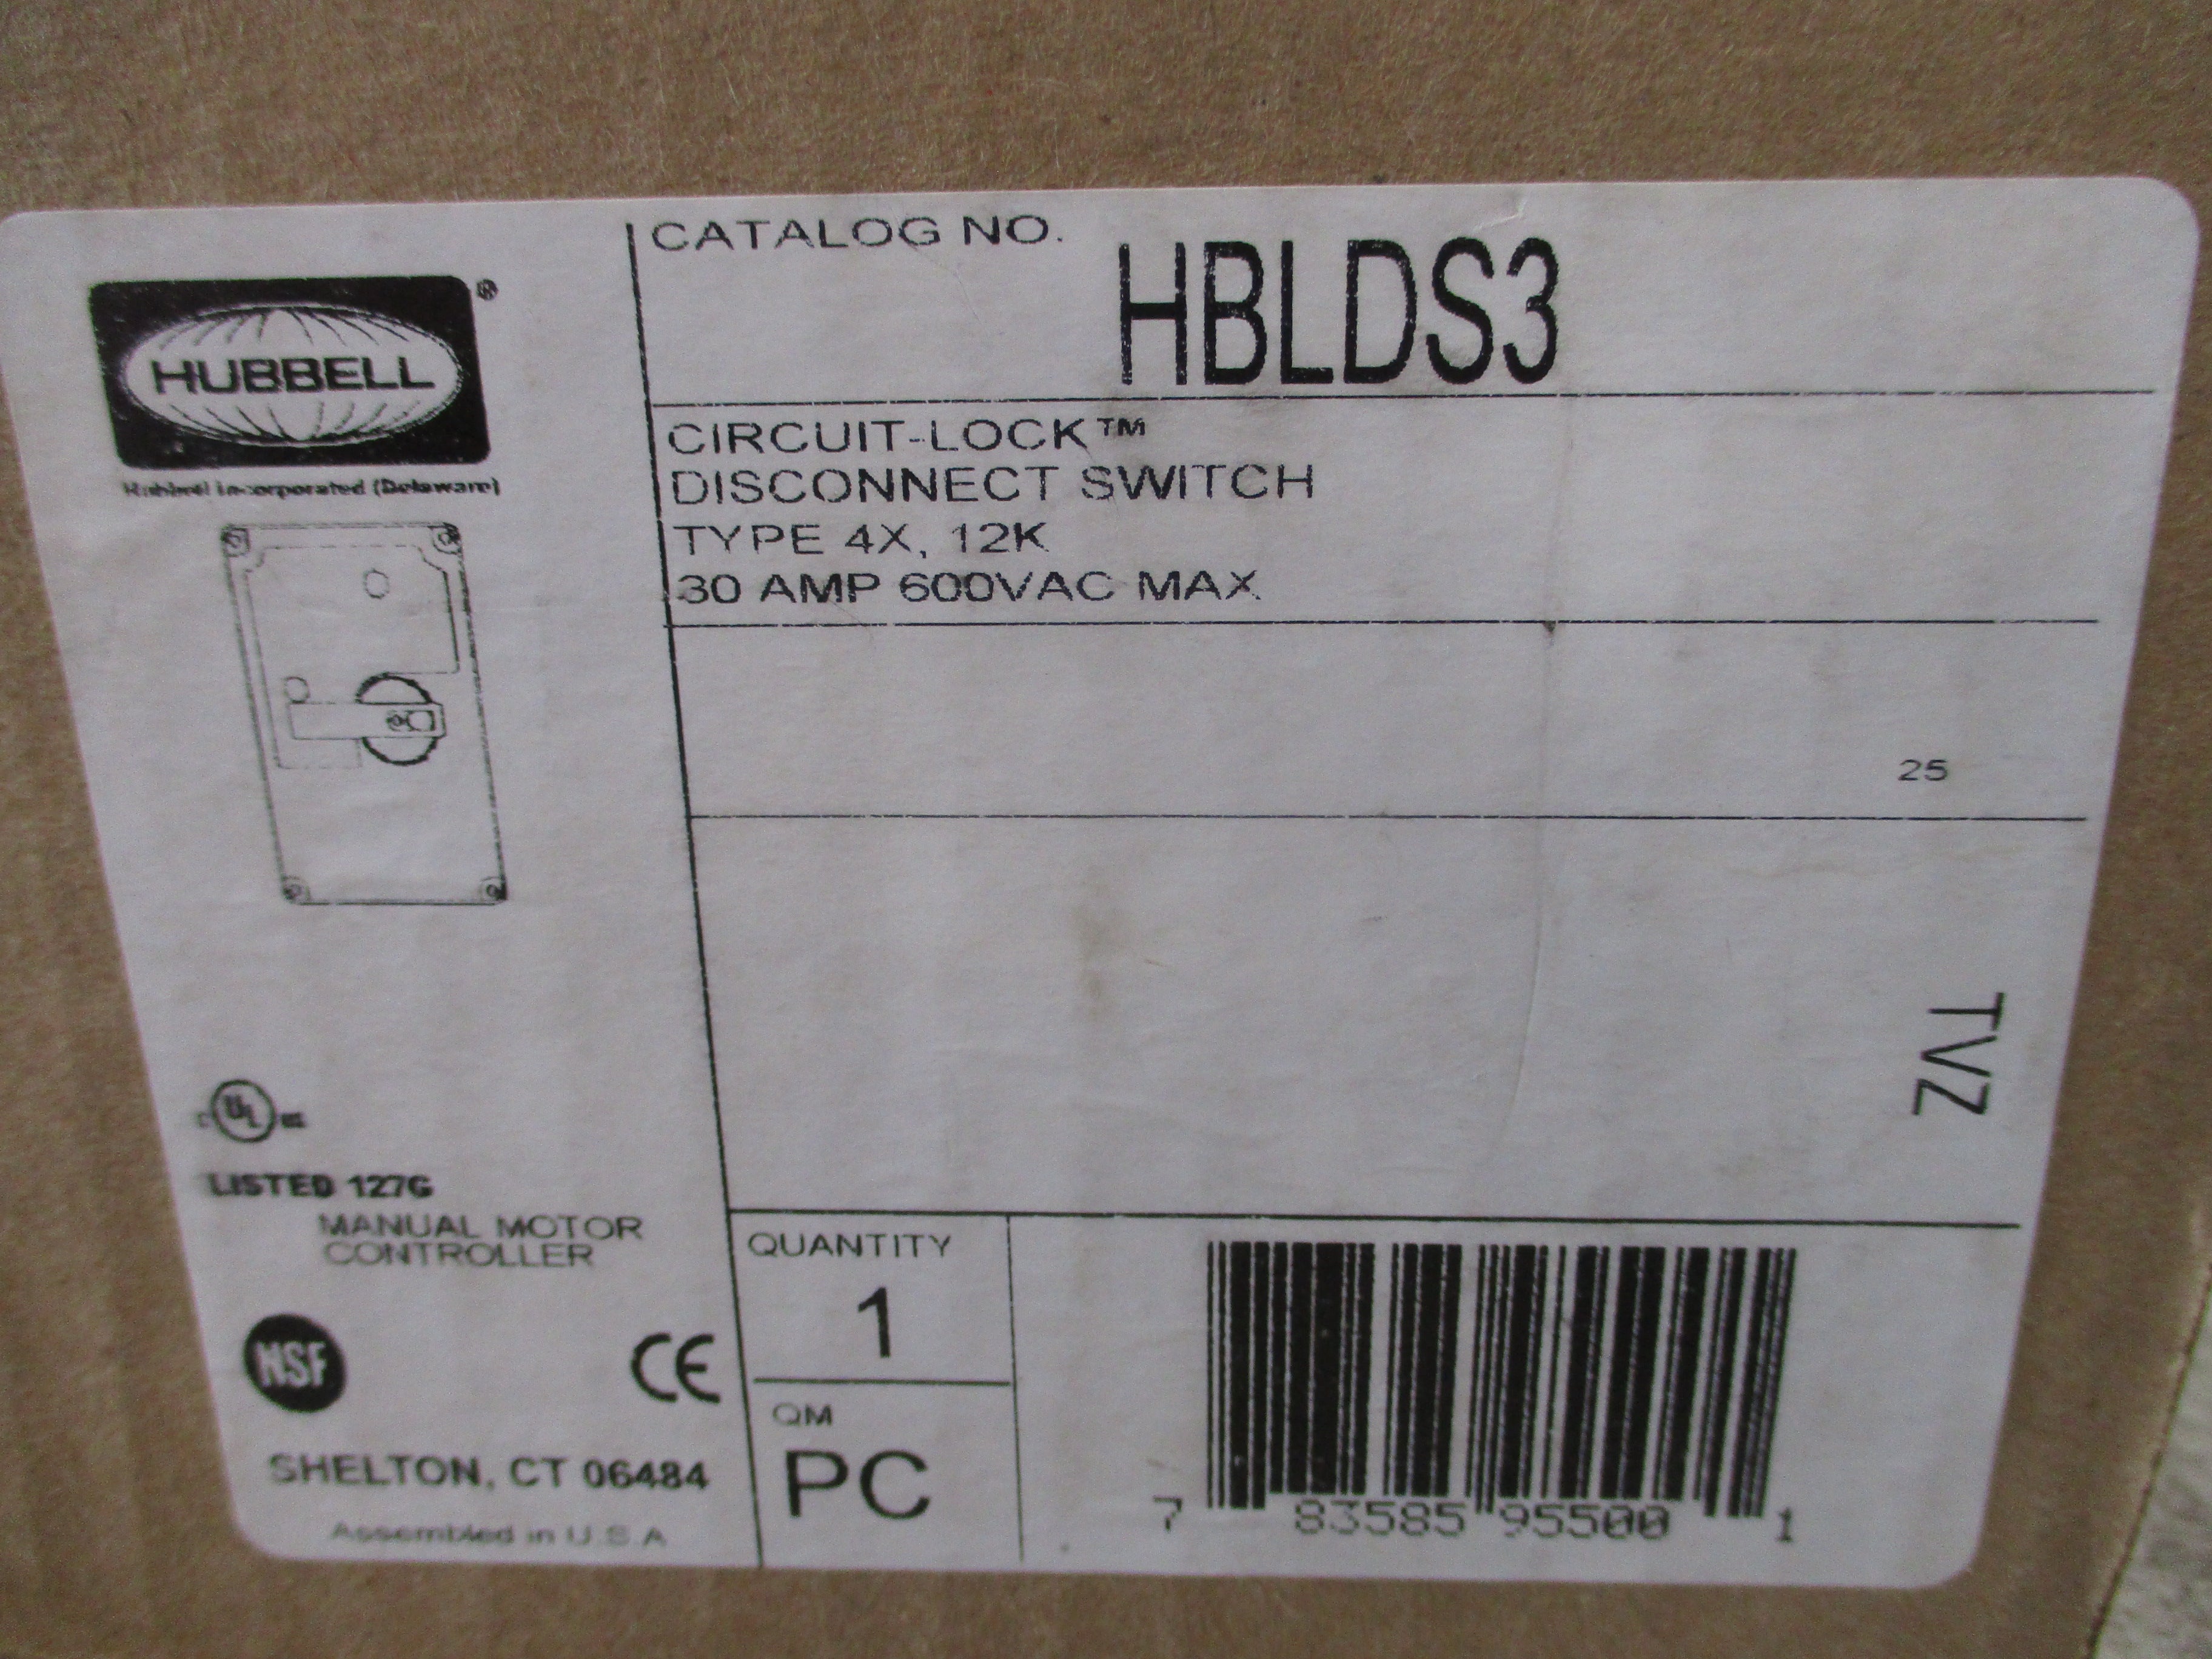 HUBBELL®
Hubbell Incorporated (Delaware)
CATALOG NO.
HBLDS3
CIRCUIT-LOCK™
DISCONNECT SWITCH
TYPE 4X, 12K
30 AMP 600VAC MAX
25
TVZ
C UL US
LISTED 127G
MANUAL MOTOR
CONTROLLER
NSF
CE
SHELTON, CT 06484
Assembled in U.S.A
QUANTITY
1
QM
PC
7 83585 95500 1